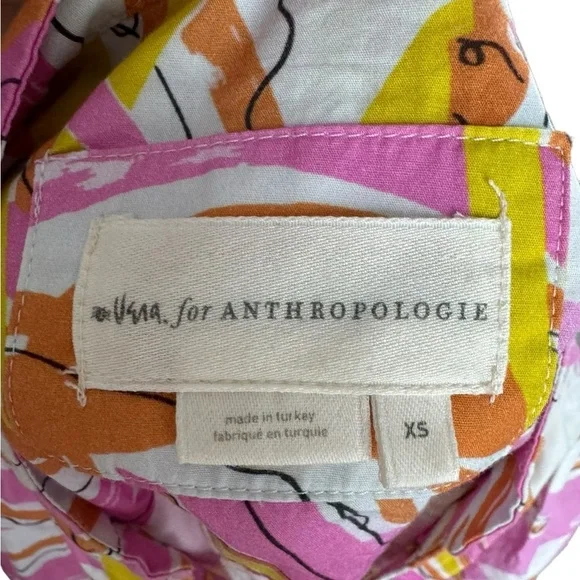 Vera. for ANTHROPOLOGIE
made in turkey
fabriqué en turquie
XS